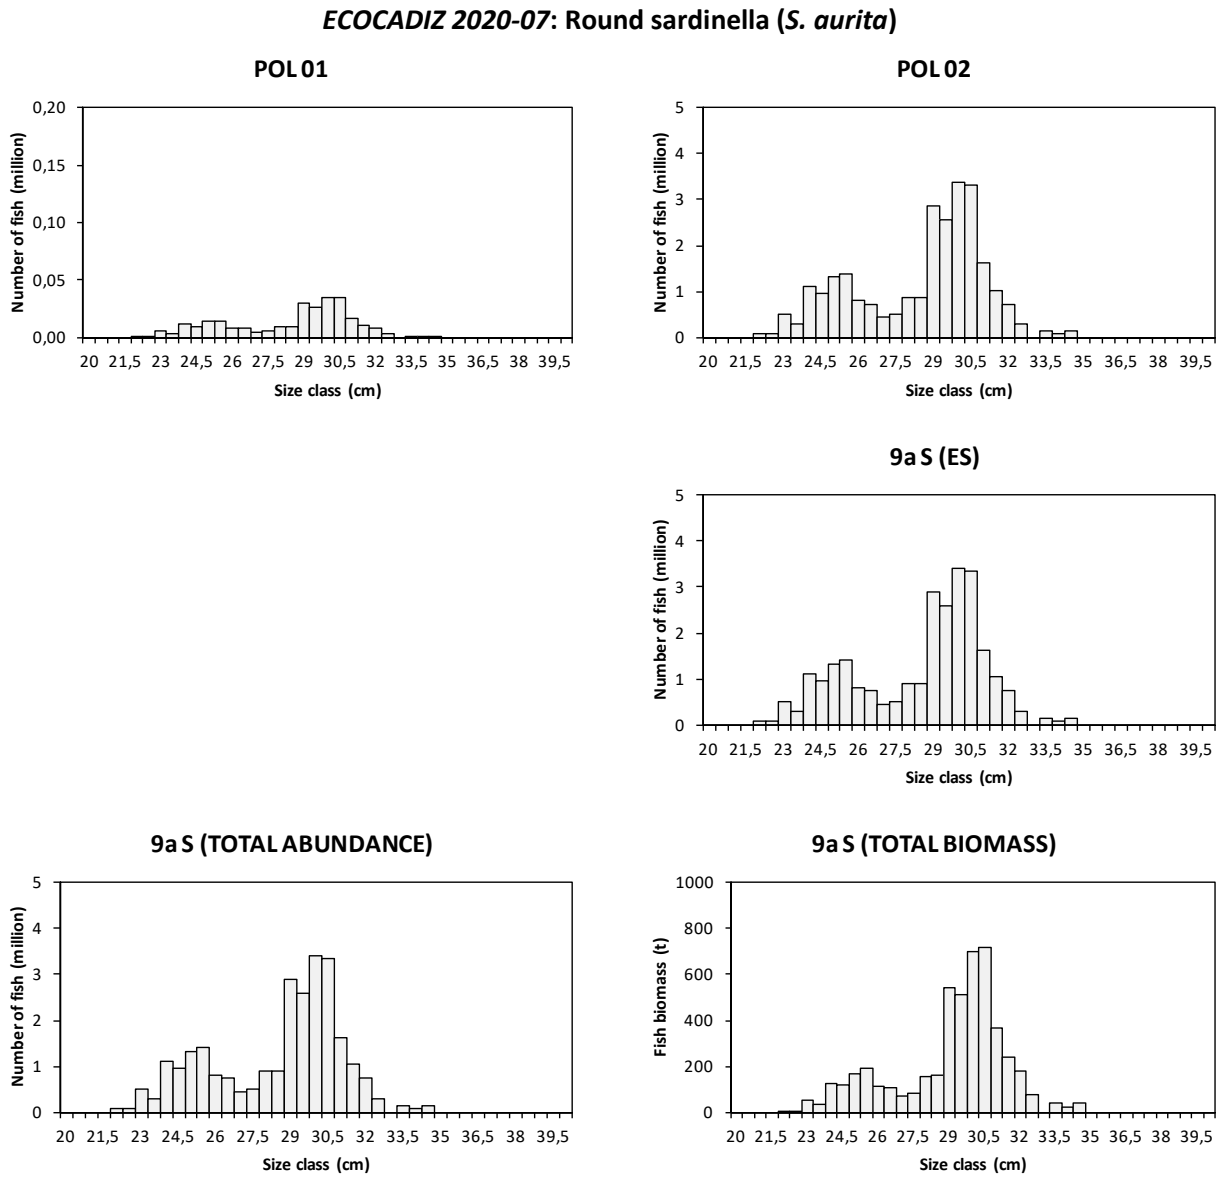 ECOCADIZ 2020-07: Round sardinella (S. aurita)
POL 01
0,20
0,15
0,10
0,05
0,00
Number of fish (million)
20 21,5 23 24,5 26 27,5 29 30,5 32 33,5 35 36,5 38 39,5
Size class (cm)
POL 02
5
4
3
2
1
0
Number of fish (million)
20 21,5 23 24,5 26 27,5 29 30,5 32 33,5 35 36,5 38 39,5
Size class (cm)
9a S (ES)
5
4
3
2
1
0
Number of fish (million)
20 21,5 23 24,5 26 27,5 29 30,5 32 33,5 35 36,5 38 39,5
Size class (cm)
9a S (TOTAL ABUNDANCE)
5
4
3
2
1
0
Number of fish (million)
20 21,5 23 24,5 26 27,5 29 30,5 32 33,5 35 36,5 38 39,5
Size class (cm)
9a S (TOTAL BIOMASS)
1000
800
600
400
200
0
Fish biomass (t)
20 21,5 23 24,5 26 27,5 29 30,5 32 33,5 35 36,5 38 39,5
Size class (cm)